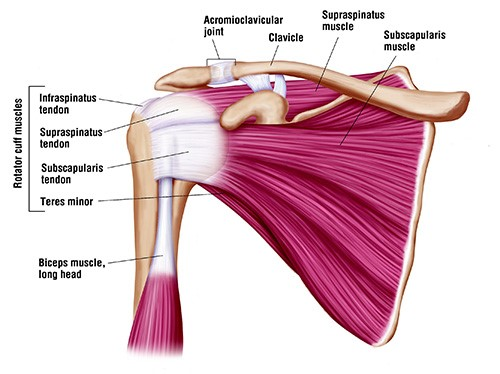 Acromioclavicular
joint
Clavicle
Supraspinatus
muscle
Subscapularis
muscle
Rotator cuff muscles
Infraspinatus
tendon
Supraspinatus
tendon
Subscapularis
tendon
Teres minor
Biceps muscle,
long head